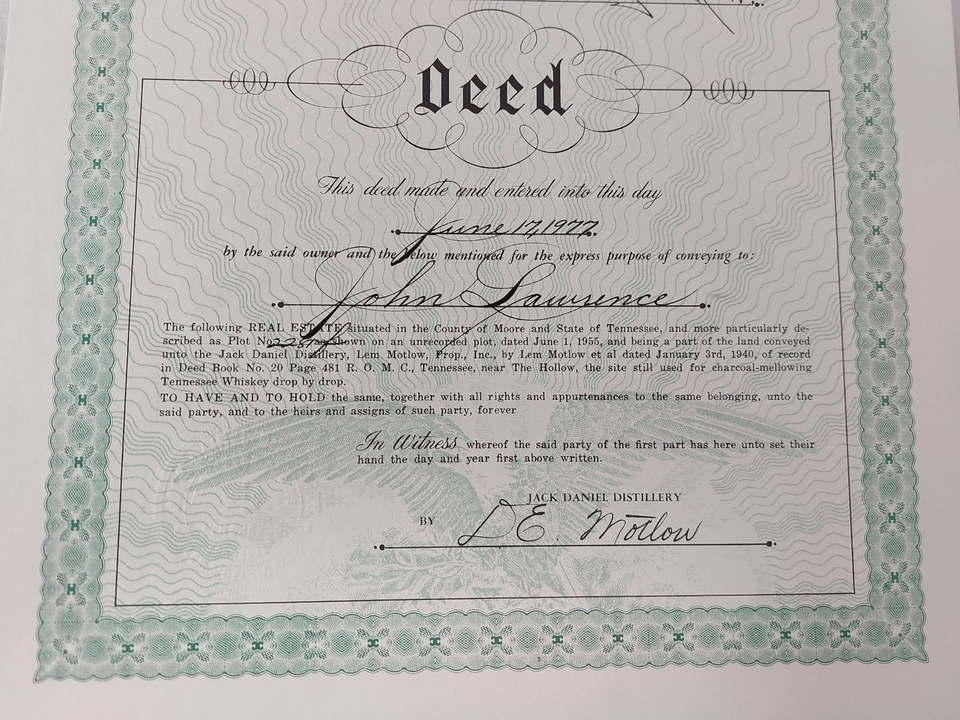 Deed
This deed made and entered into this day
June 17, 1977
by the said owner and the below mentioned for the express purpose of conveying to:
John Lawrence
The following REAL ESTATE situated in the County of Moore and State of Tennessee, and more particularly de-
scribed as Plot No. as shown on an unrecorded plot, dated June 1, 1955, and being a part of the land conveyed
unto the Jack Daniel Distillery, Lem Motlow, Prop., Inc., by Lem Motlow et al dated January 3rd, 1940, of record
in Deed Book No. 20 Page 481 R. O. M. C., Tennessee, near The Hollow, the site still used for charcoal-mellowing
Tennessee Whiskey drop by drop.
TO HAVE AND TO HOLD the same, together with all rights and appurtenances to the same belonging, unto the
said party, and to the heirs and assigns of such party, forever
In Witness whereof the said party of the first part has here unto set their
hand the day and year first above written.
JACK DANIEL DISTILLERY
BY D E. Motlow